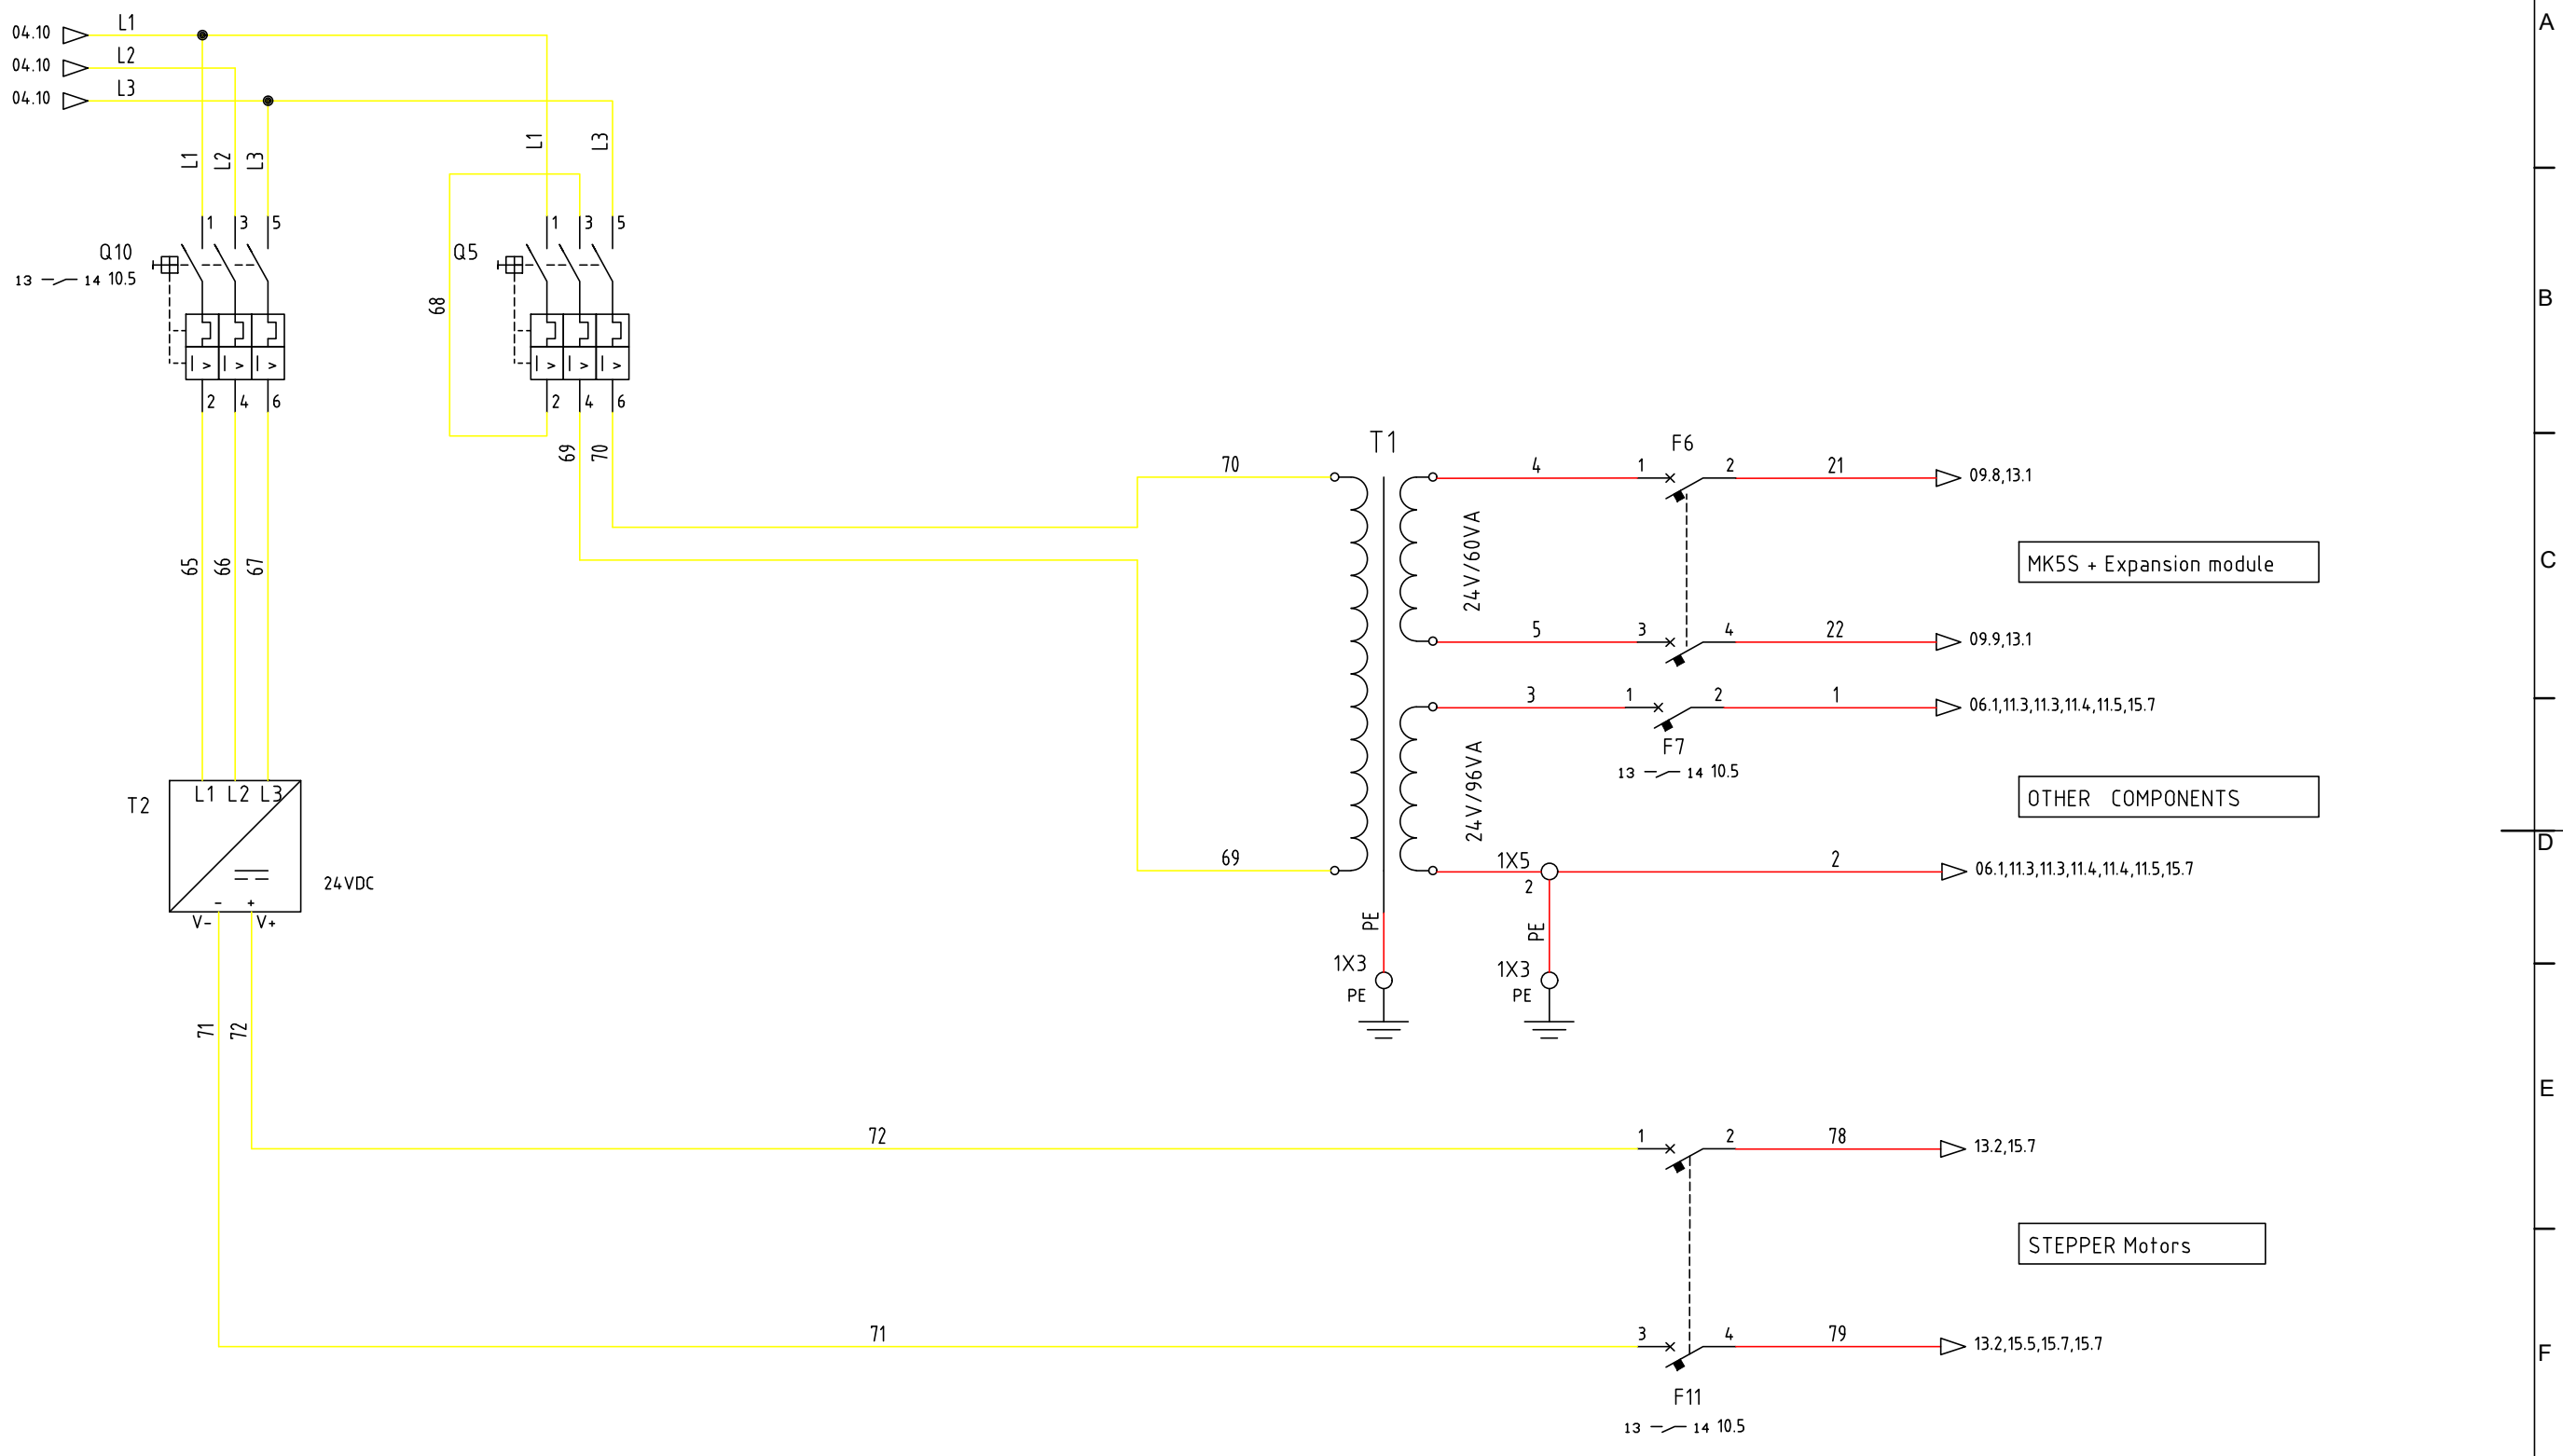 L1
04.10
L2
04.10
L3
04.10
A
L1
L2
L3
L1
L3
1
3
5
1
3
5
Q10
Q5
13
14 10.5
68
B
2
4
6
2
4
6
69
70
T1
F6
70
4
1
2
21
09.8,13.1
24V/60VA
65
66
67
MK5S + Expansion module
C
5
3
4
22
09.9,13.1
3
1
2
1
06.1,11.3,11.3,11.4,11.5,15.7
F7
13
14 10.5
24V/96VA
T2
L1
L2
L3
OTHER COMPONENTS
D
69
1X5
2
2
06.1,11.3,11.3,11.4,11.4,11.5,15.7
24VDC
-
+
V-
V+
PE
PE
1X3
PE
1X3
PE
71
72
E
72
1
2
78
13.2,15.7
STEPPER Motors
71
3
4
79
13.2,15.5,15.7,15.7
F
F11
13
14 10.5